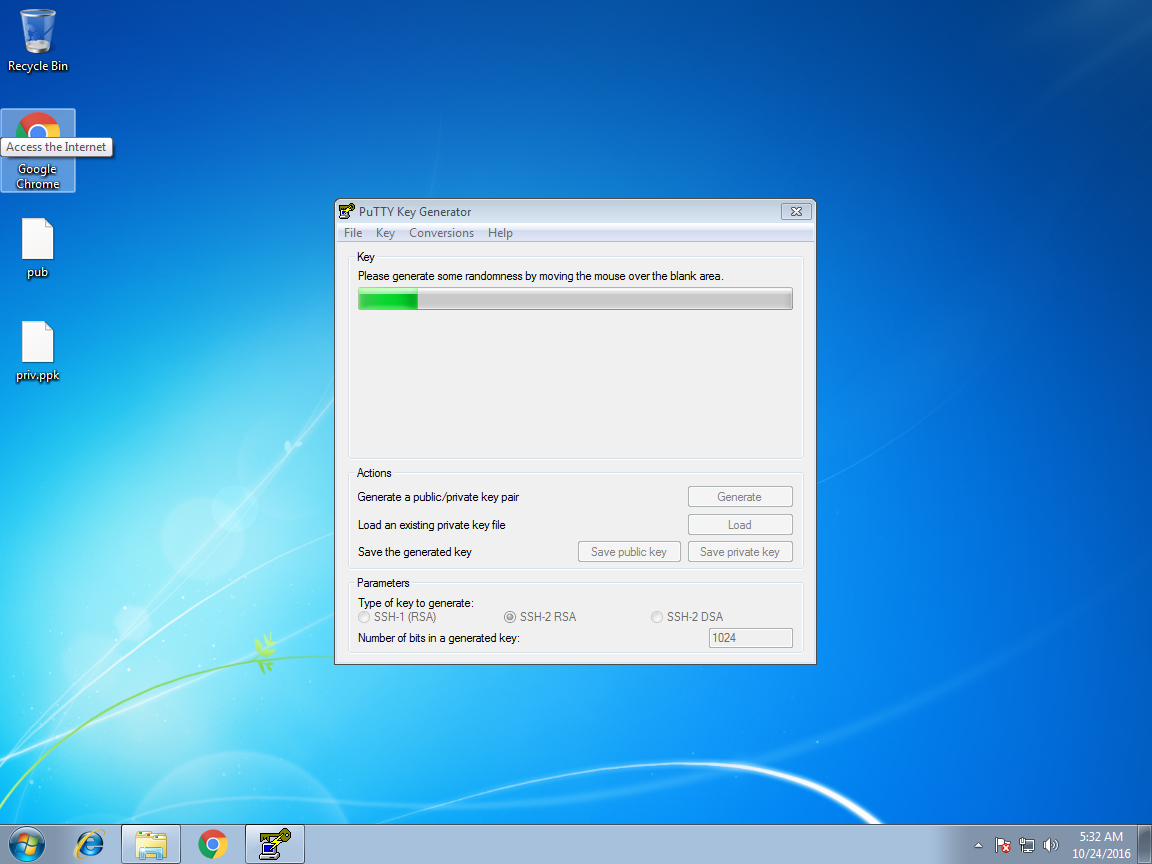 Recycle Bin
Access the Internet
Google
Chrome
pub
priv.ppk
PuTTY Key Generator
File Key Conversions Help
Key
Please generate some randomness by moving the mouse over the blank area.
Actions
Generate a public/private key pair
Generate
Load an existing private key file
Load
Save the generated key
Save public key
Save private key
Parameters
Type of key to generate:
SSH-1 (RSA)
SSH-2 RSA
SSH-2 DSA
Number of bits in a generated key:
1024
5:32 AM
10/24/2016